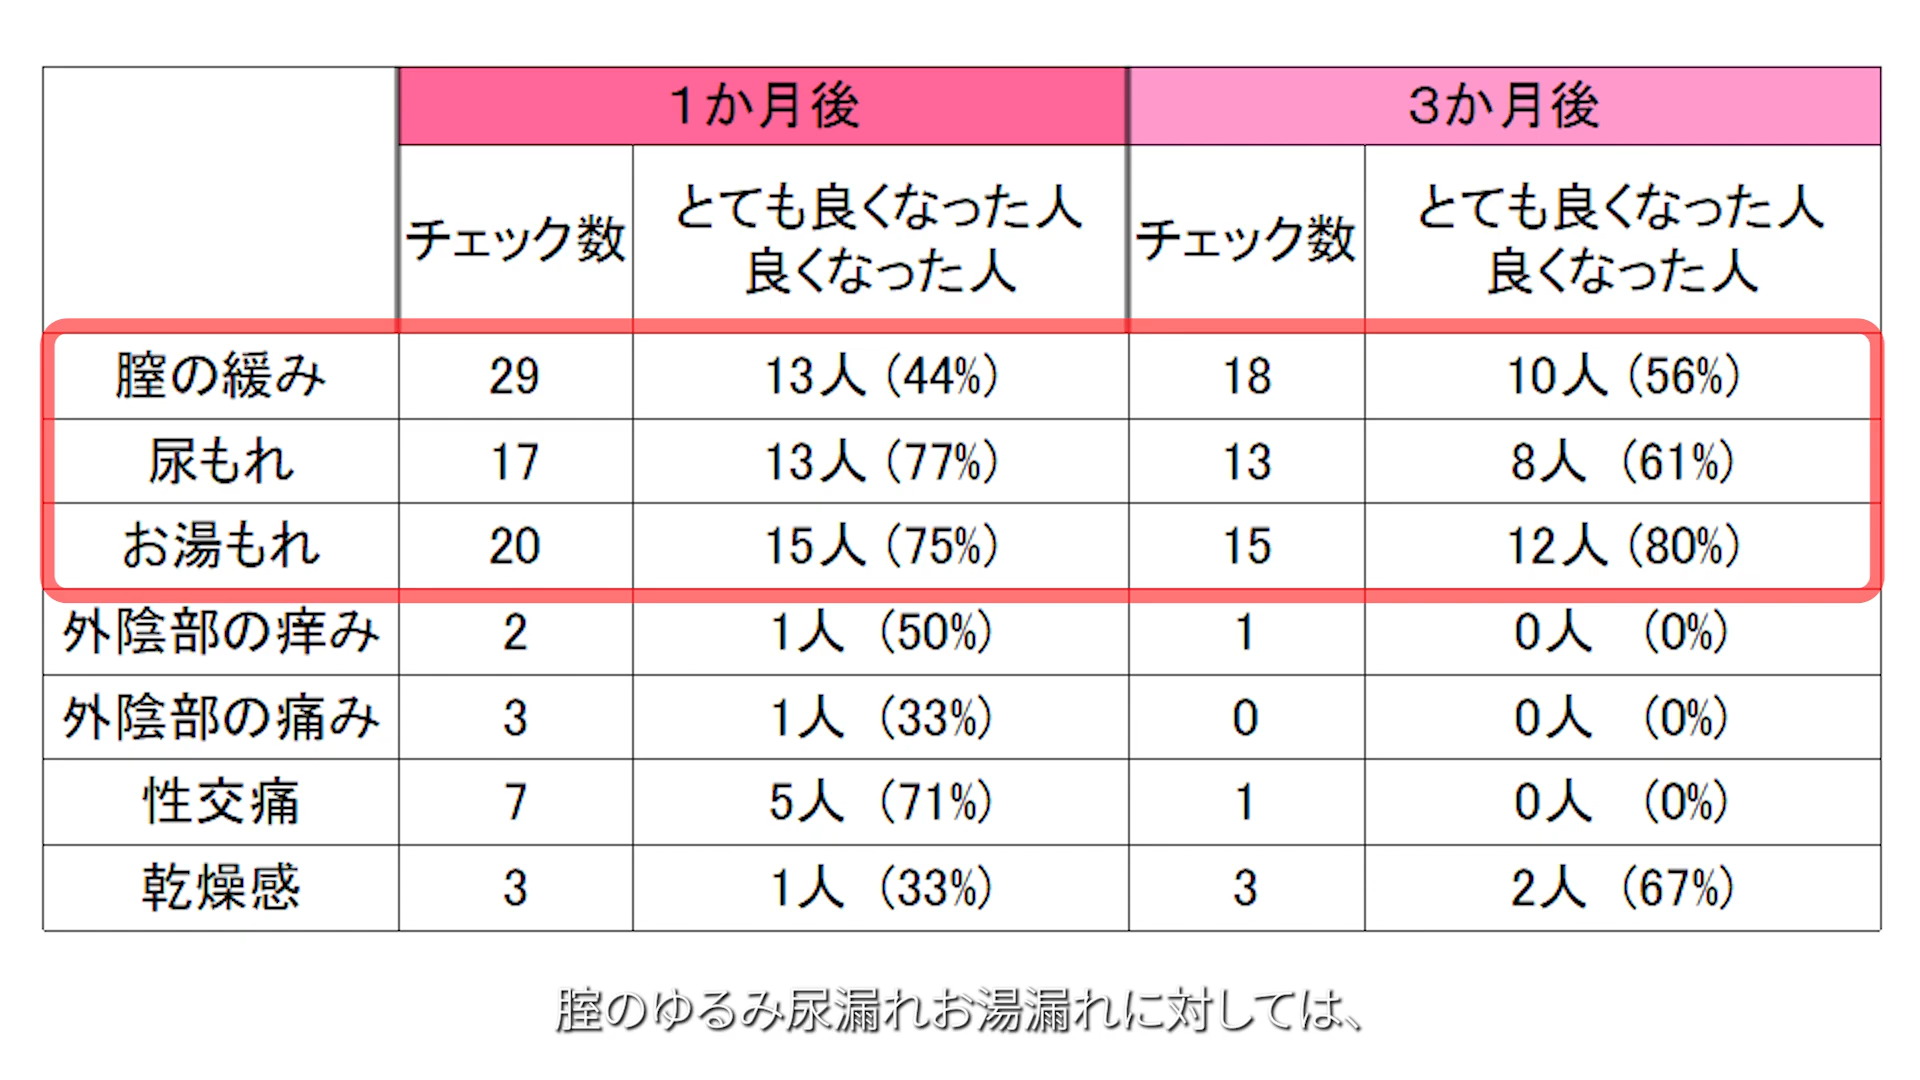 １か月後 ３か月後
チェック数 とても良くなった人 チェック数 とても良くなった人
良くなった人 良くなった人
膣の緩み 29 13人(44%) 18 10人(56%)
尿もれ 17 13人(77%) 13 8人 (61%)
お湯もれ 20 15人(75%) 15 12人(80%)
外陰部の痒み 2 1人 (50%) 1 0人 (0%)
外陰部の痛み 3 1人 (33%) 0 0人 (0%)
性交痛 7 5人 (71%) 1 0人 (0%)
乾燥感 3 1人 (33%) 3 2人 (67%)
膣のゆるみ尿漏れお湯漏れに対しては、